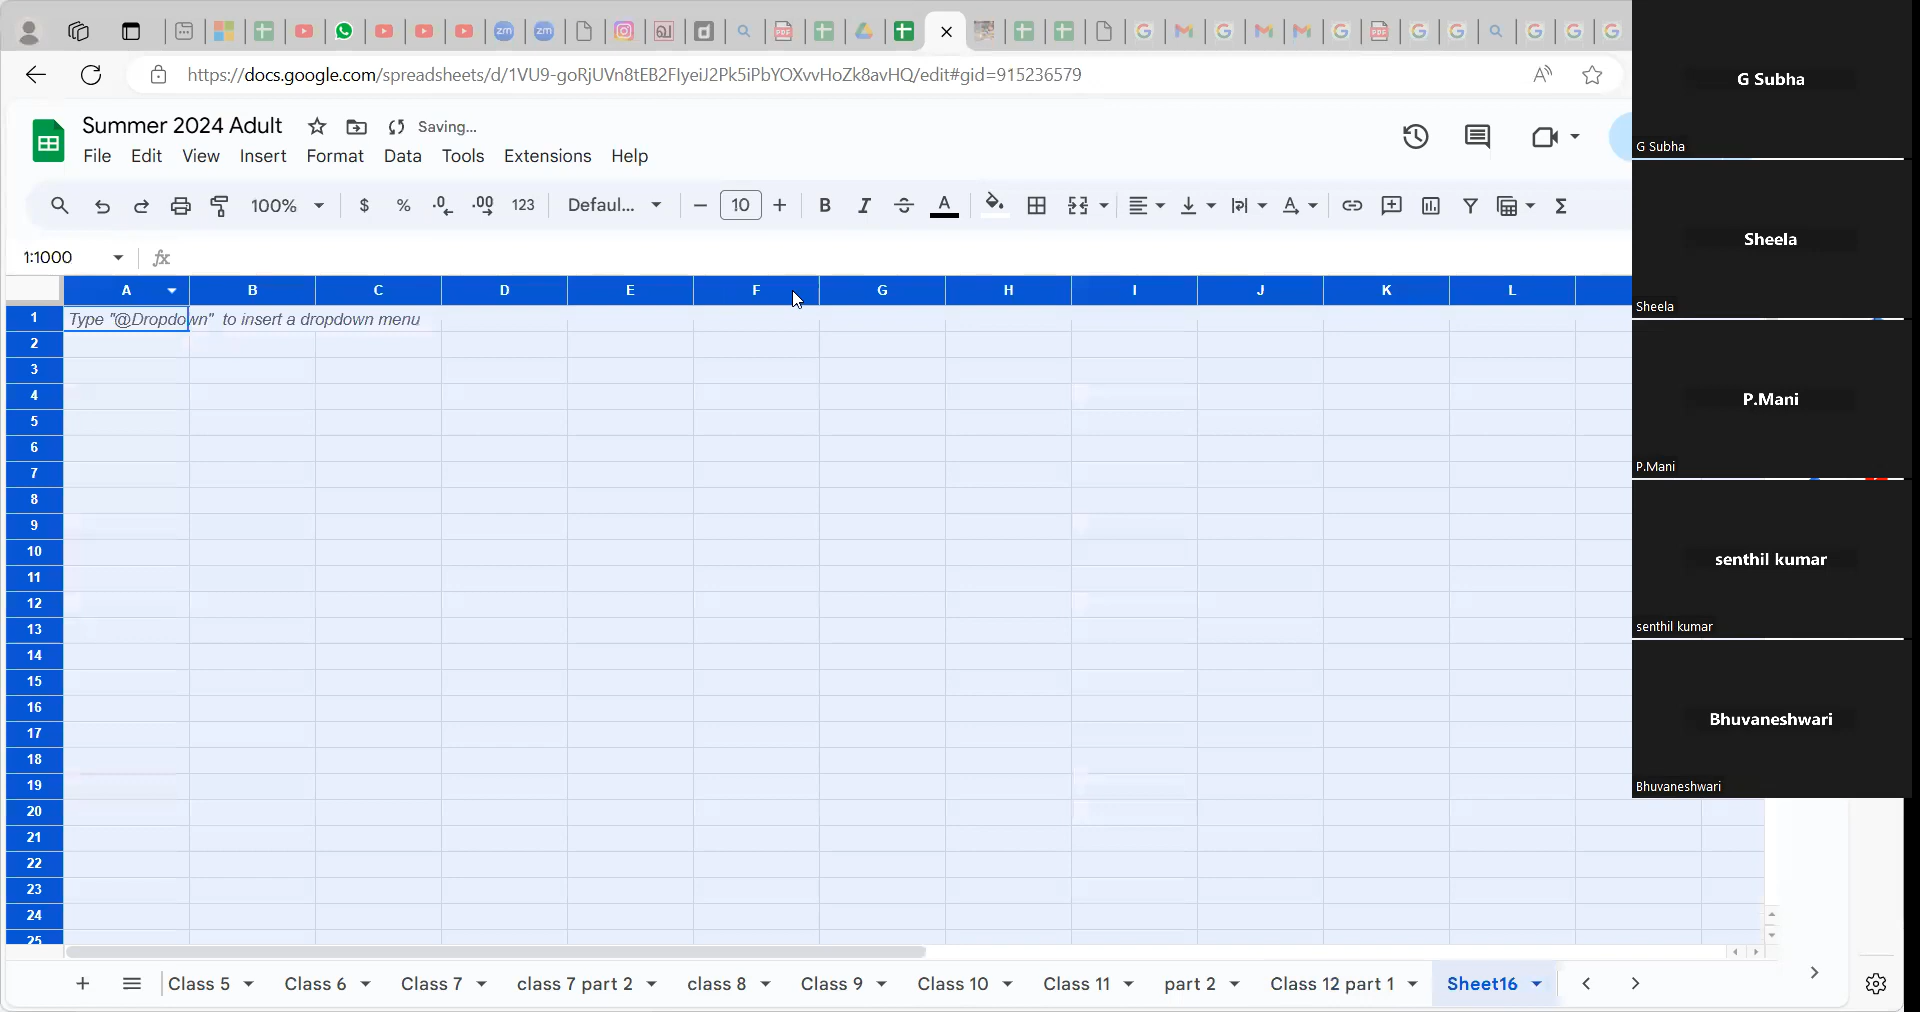 https://docs.google.com/spreadsheets/d/1VU9-goRjUVn8tEB2FIyeiJ2Pk5iPbYOXvvHoZk8avHQ/edit#gid=915236579
Summer 2024 Adult Saving...
File Edit View Insert Format Data Tools Extensions Help
100% $ % .0 .00 123 Defaul... 10 B I A
1:1000 fx
A B C D E F G H I J K L
1 Type "@Dropdown" to insert a dropdown menu
2
3
4
5
6
7
8
9
10
11
12
13
14
15
16
17
18
19
20
21
22
23
24
25
Class 5 Class 6 Class 7 class 7 part 2 class 8 Class 9 Class 10 Class 11 part 2 Class 12 part 1 Sheet16
G Subha
G Subha
Sheela
Sheela
P.Mani
P.Mani
senthil kumar
senthil kumar
Bhuvaneshwari
Bhuvaneshwari